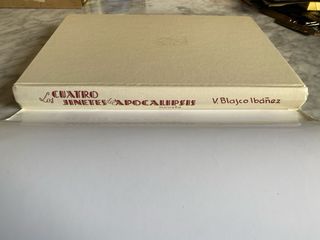 Los CUATRO JINETES del APOCALIPSIS V. Blasco Ibáñez